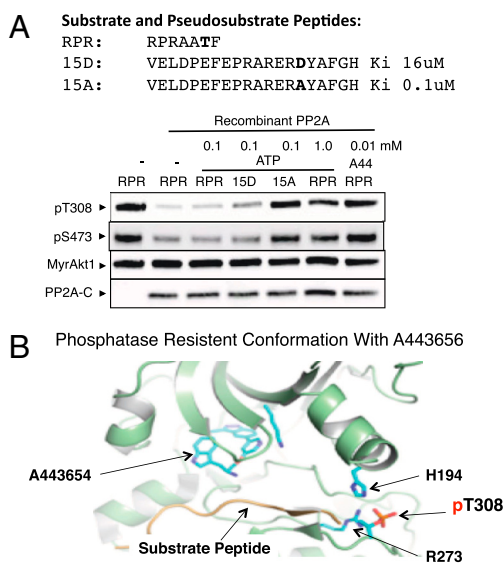 A
Substrate and Pseudosubstrate Peptides:
RPR: RPRAATF
15D: VELDPEFEPRARERDYAFGH Ki 16uM
15A: VELDPEFEPRARERAYAFGH Ki 0.1uM
Recombinant PP2A
0.1 0.1 0.1 1.0 0.01 mM
- - ATP A44
RPR RPR RPR 15D 15A RPR RPR
pT308
pS473
MyrAkt1
PP2A-C
B Phosphatase Resistent Conformation With A443656
A443654
H194
pT308
Substrate Peptide
R273